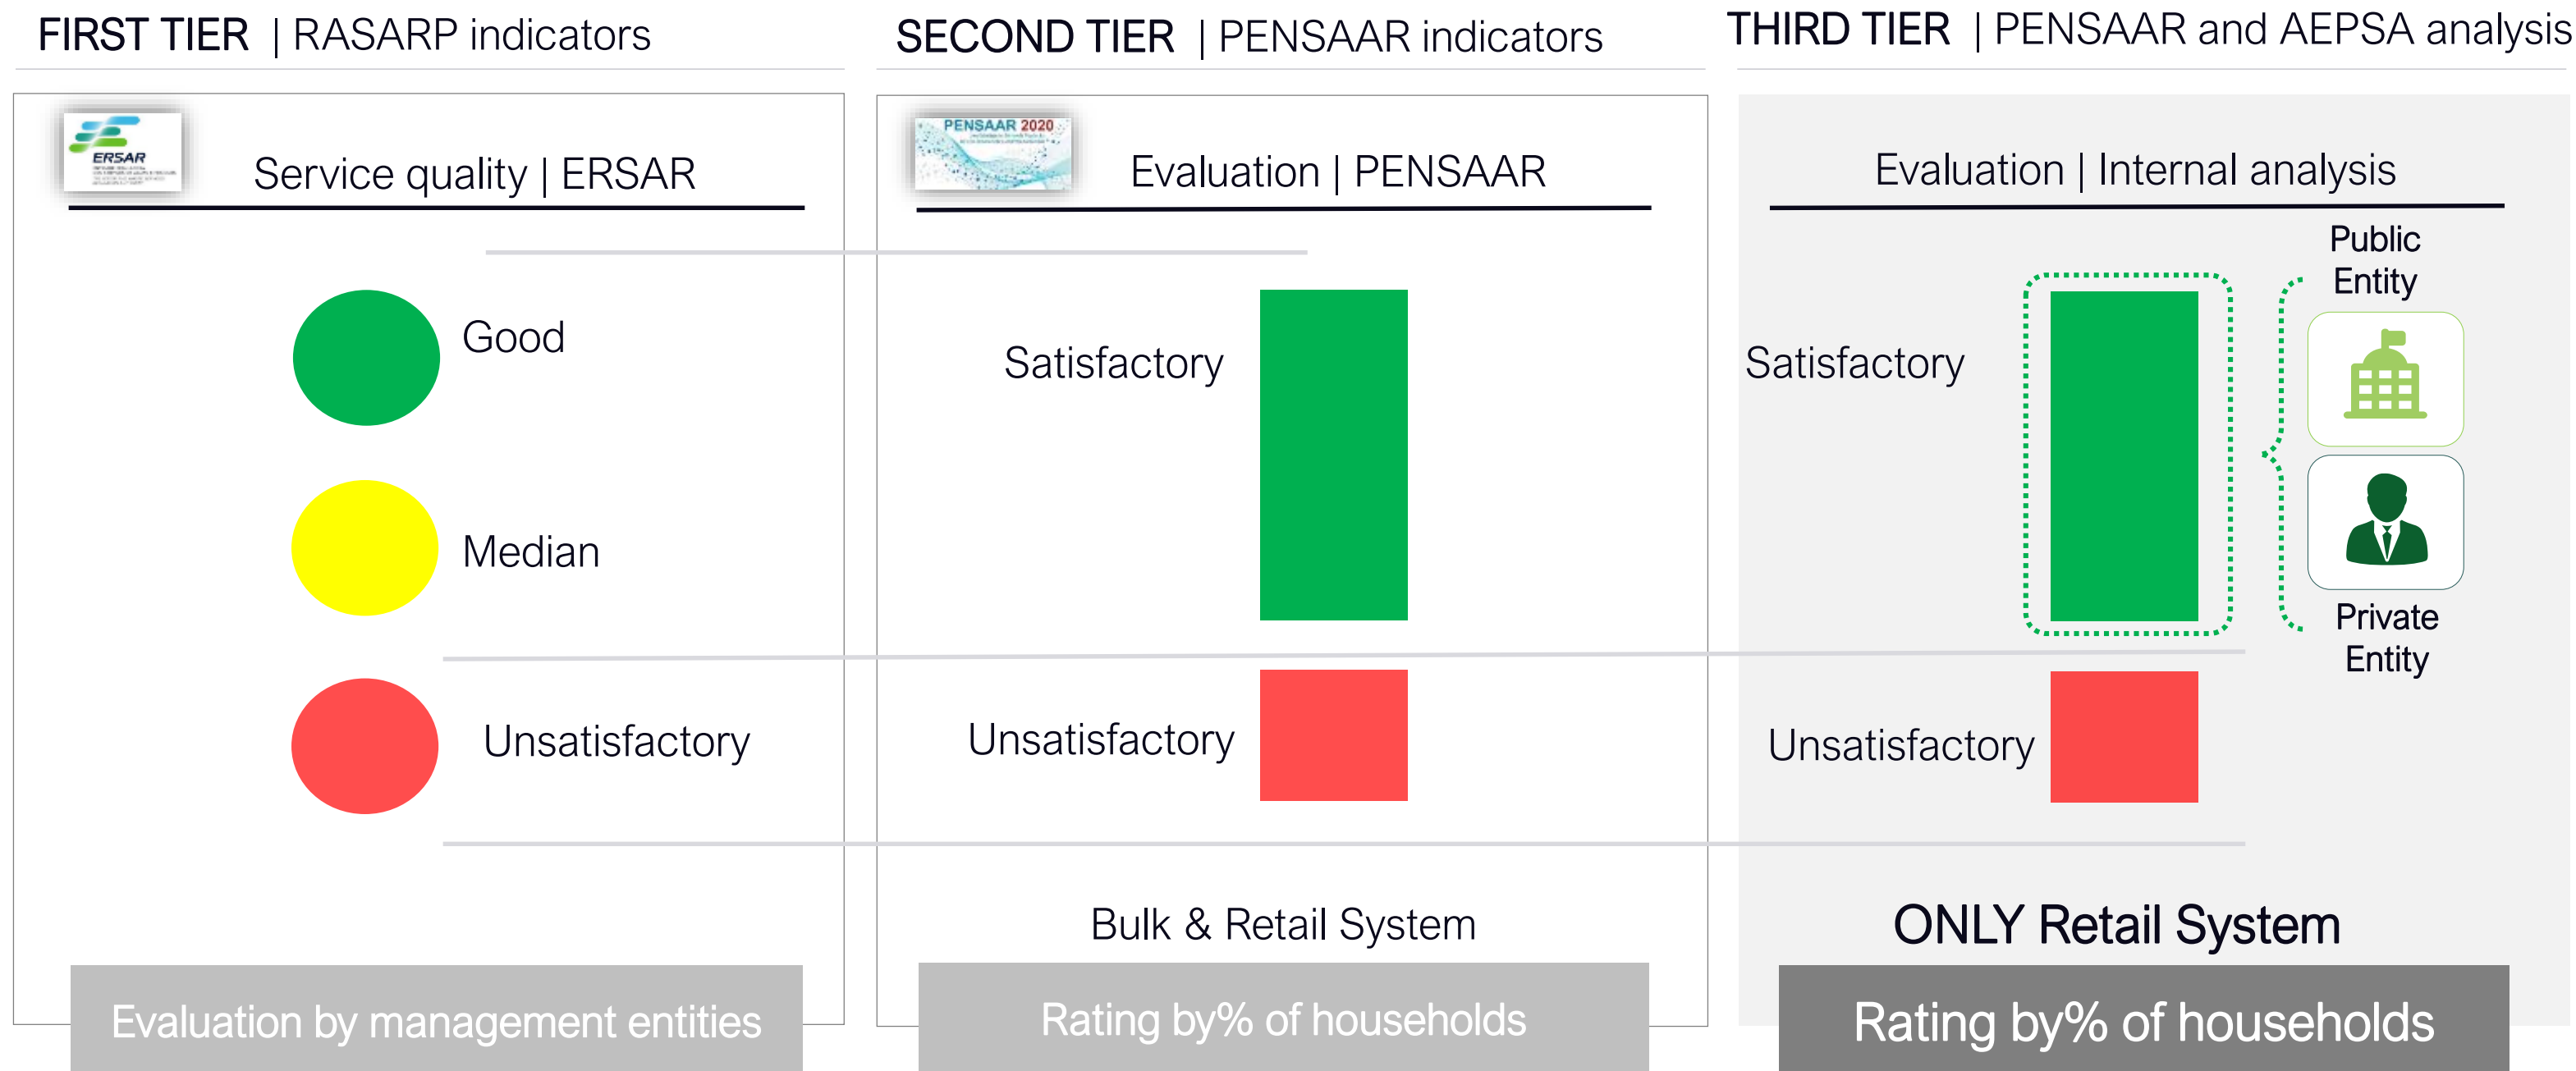 FIRST TIER | RASARP indicators
ERSAR
Service quality | ERSAR
Good
Median
Unsatisfactory
Evaluation by management entities
SECOND TIER | PENSAAR indicators
PENSAAR 2020
Evaluation | PENSAAR
Satisfactory
Unsatisfactory
Bulk & Retail System
Rating by% of households
THIRD TIER | PENSAAR and AEPSA analysis
Evaluation | Internal analysis
Public
Entity
Satisfactory
Private
Entity
Unsatisfactory
ONLY Retail System
Rating by% of households